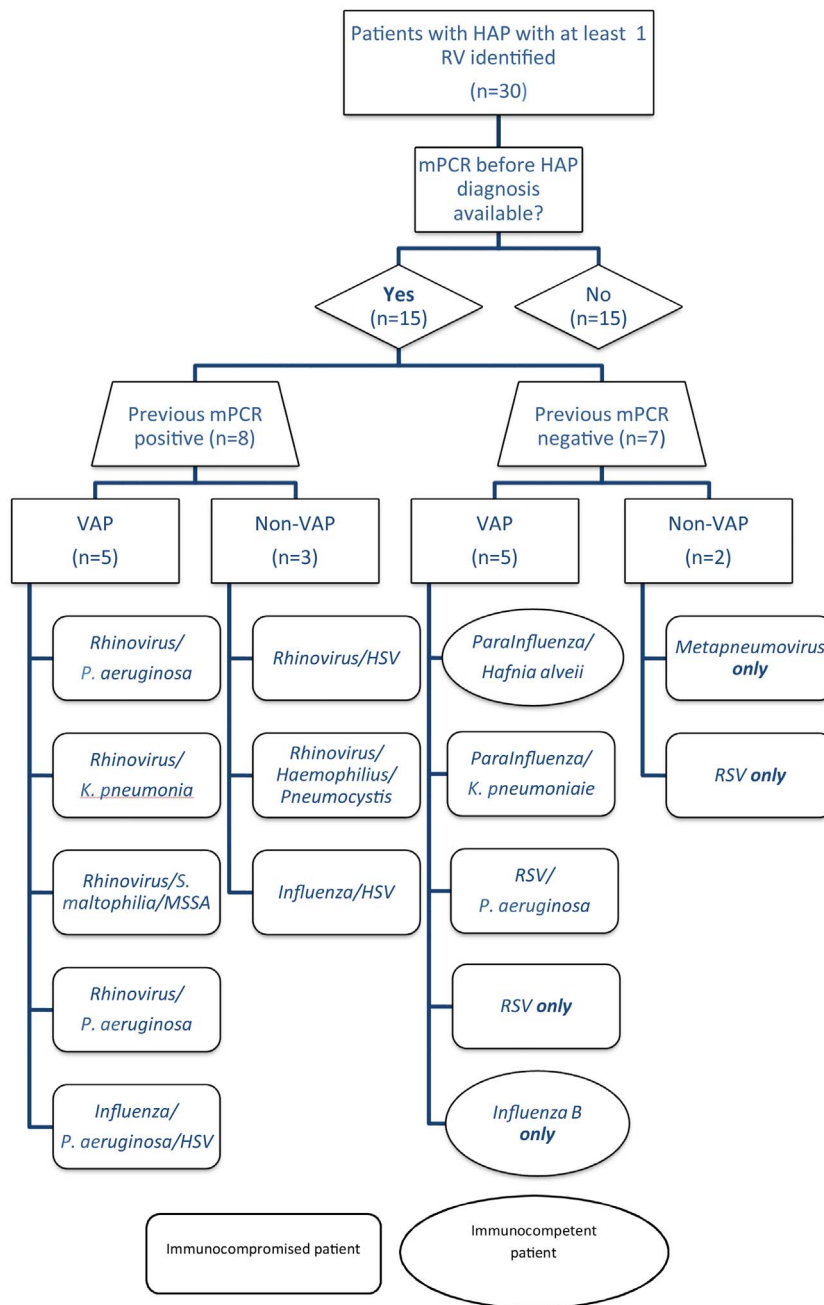 Patients with HAP with at least 1
RV identified
(n=30)
mPCR before HAP
diagnosis
available?
Yes
(n=15)
No
(n=15)
Previous mPCR
positive (n=8)
Previous mPCR
negative (n=7)
VAP
(n=5)
Non-VAP
(n=3)
VAP
(n=5)
Non-VAP
(n=2)
Rhinovirus/
P. aeruginosa
Rhinovirus/HSV
ParaInfluenza/
Hafnia alveii
Metapneumovirus
only
Rhinovirus/
K. pneumonia
Rhinovirus/
Haemophilius/
Pneumocystis
ParaInfluenza/
K. pneumoniaie
RSV only
Rhinovirus/S.
maltophilia/MSSA
Influenza/HSV
RSV/
P. aeruginosa
Rhinovirus/
P. aeruginosa
RSV only
Influenza/
P. aeruginosa/HSV
Influenza B
only
Immunocompromised patient
Immunocompetent
patient